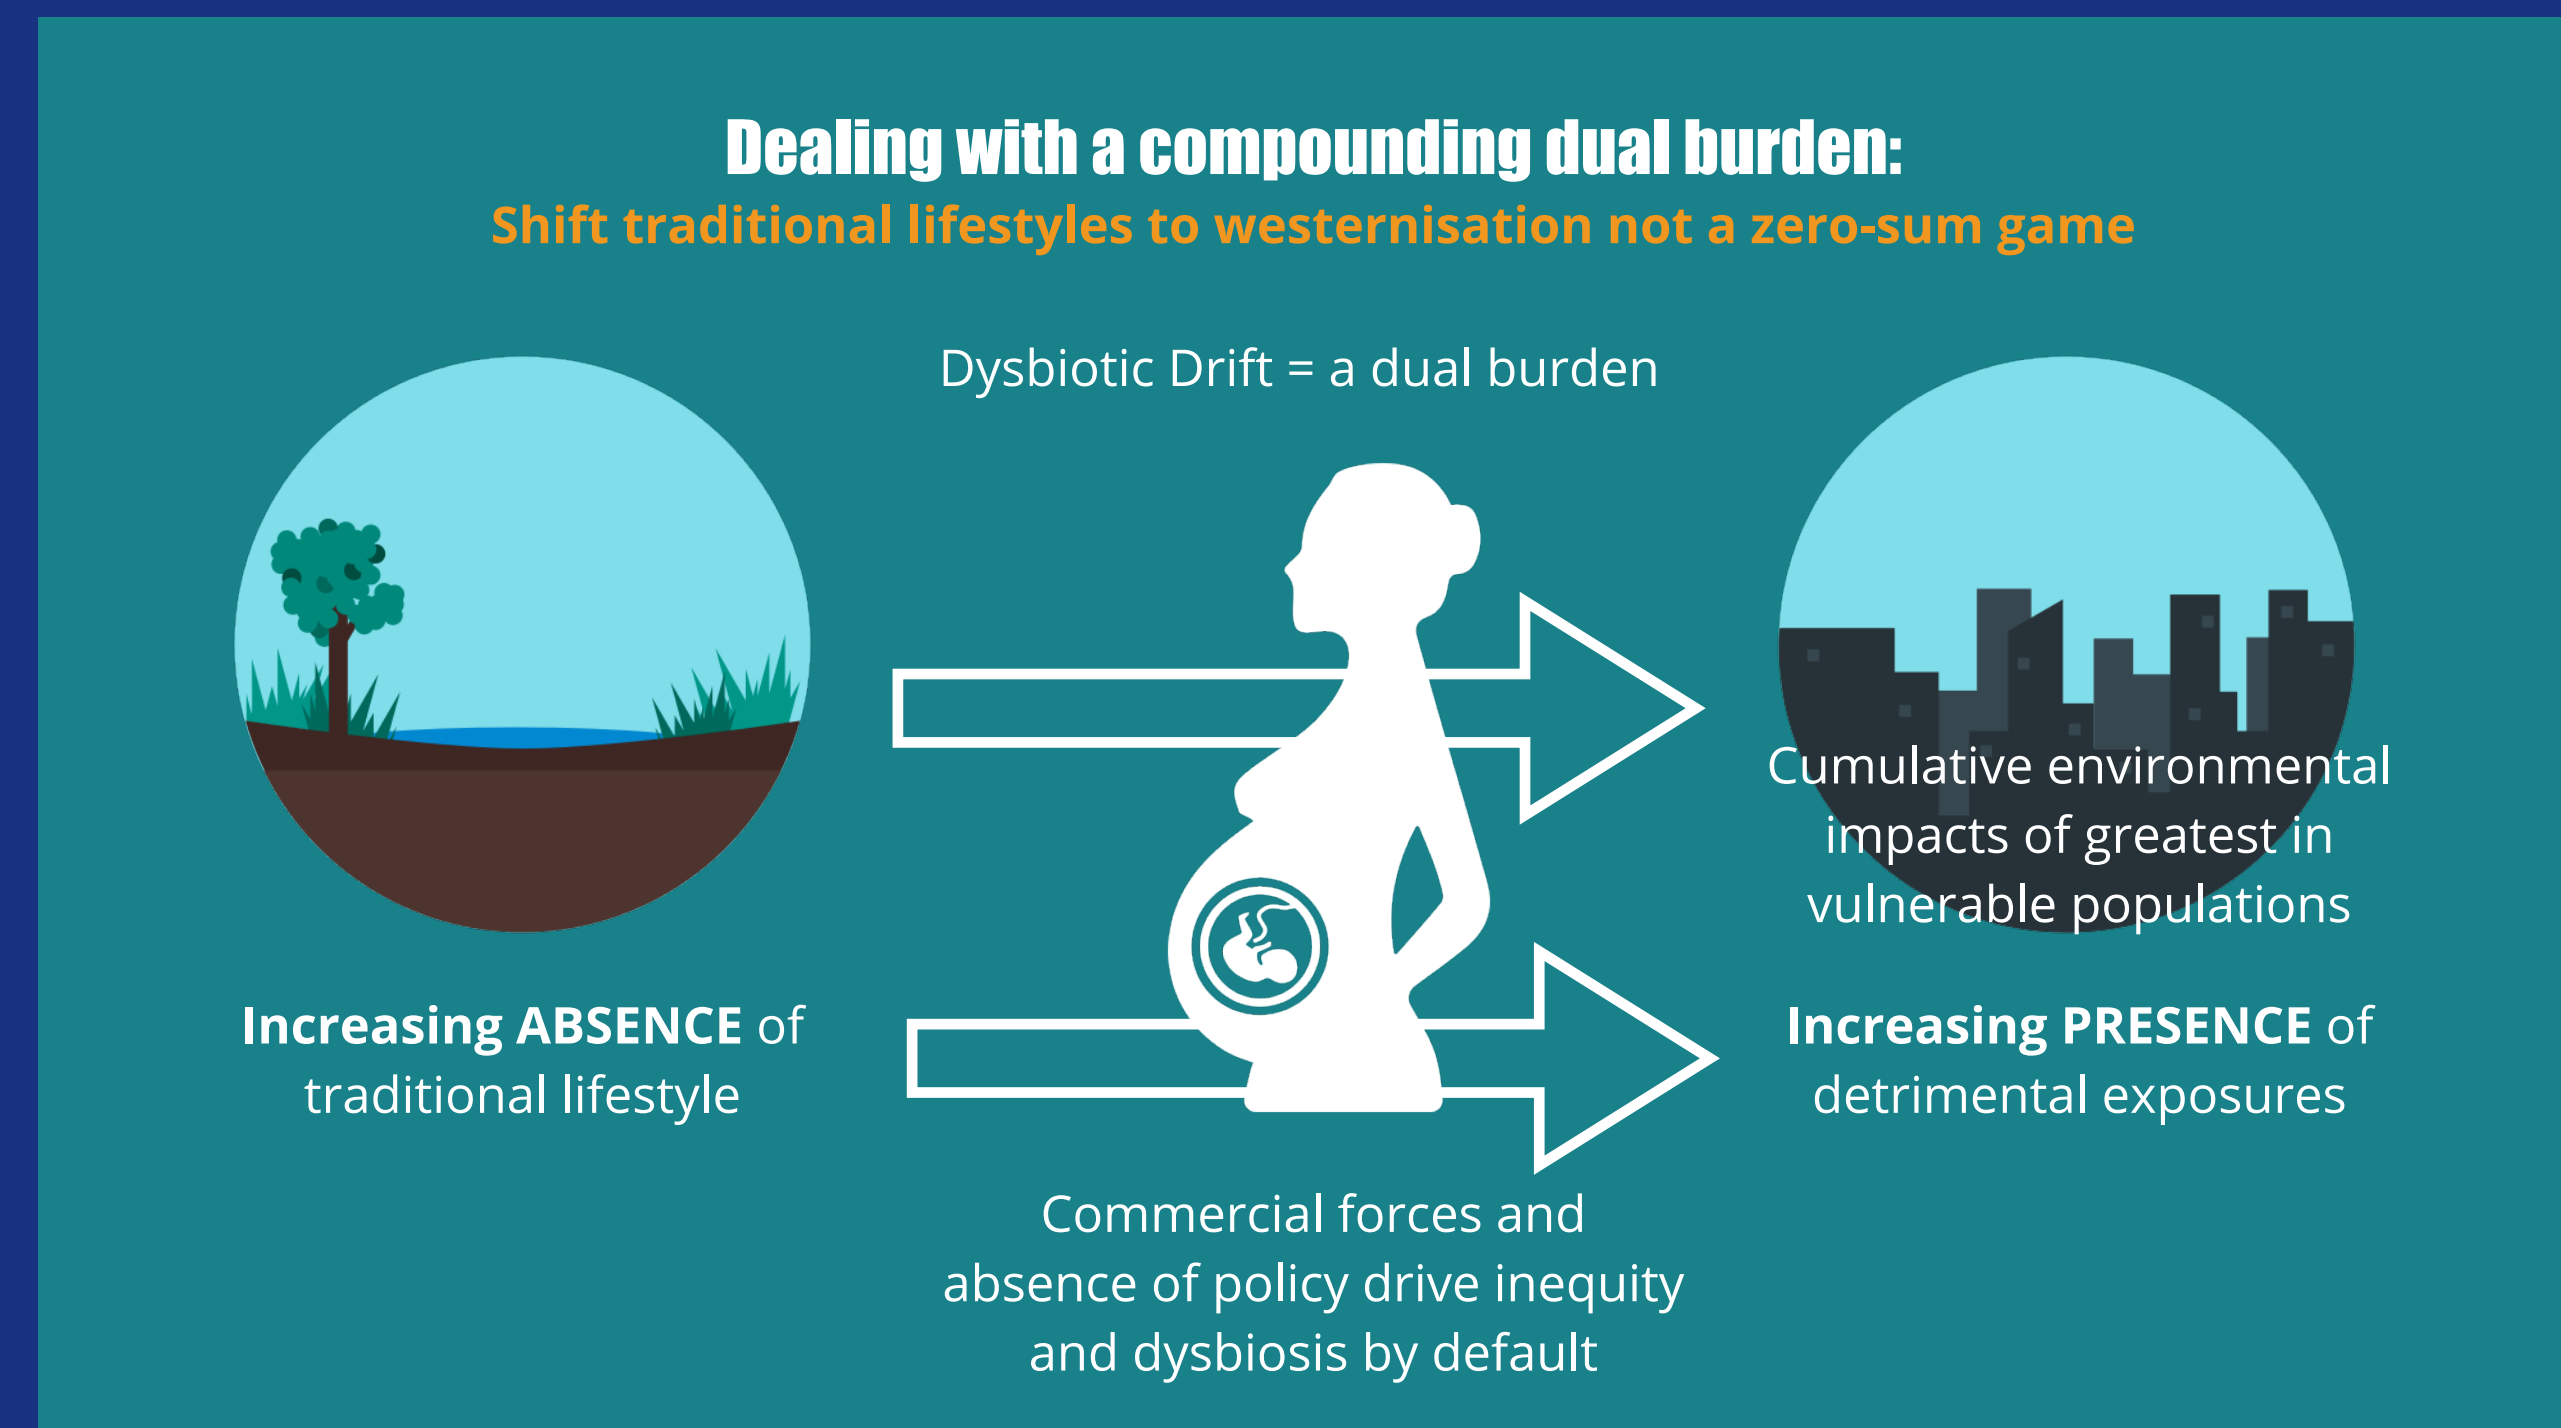 Dealing with a compounding dual burden:
Shift traditional lifestyles to westernisation not a zero-sum game
Dysbiotic Drift = a dual burden
Cumulative environmental
impacts of greatest in
vulnerable populations
Increasing ABSENCE of
traditional lifestyle
Increasing PRESENCE of
detrimental exposures
Commercial forces and
absence of policy drive inequity
and dysbiosis by default